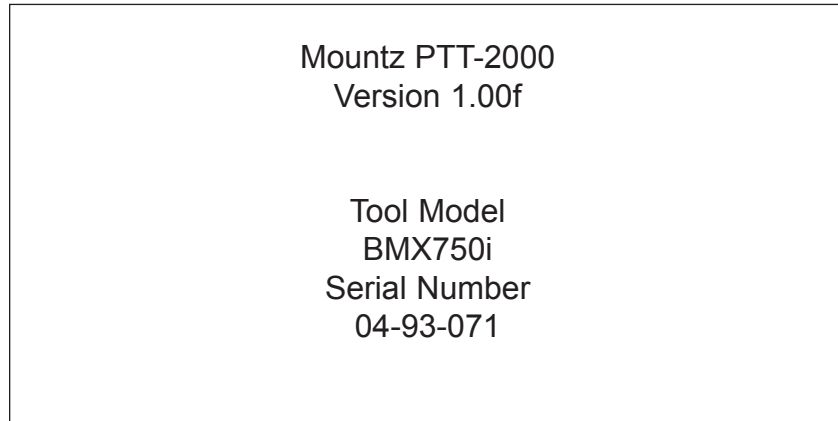 Mountz PTT-2000
Version 1.00f
Tool Model
BMX750i
Serial Number
04-93-071